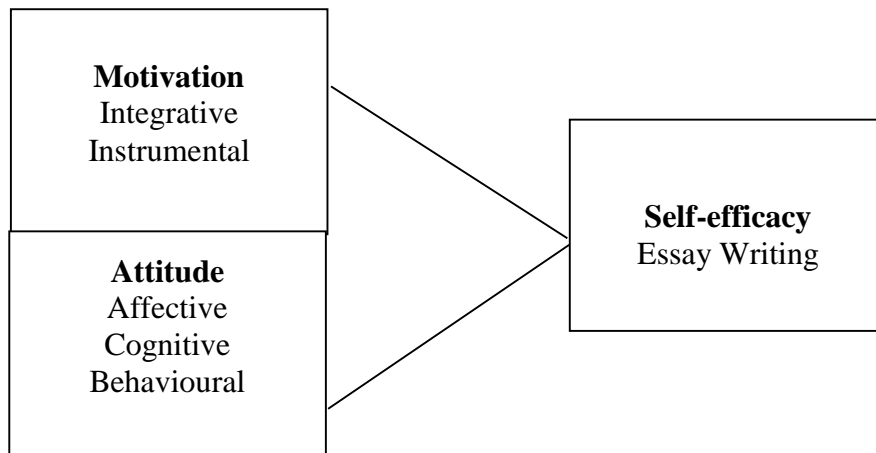 Motivation
Integrative
Instrumental
Attitude
Affective
Cognitive
Behavioural
Self-efficacy
Essay Writing